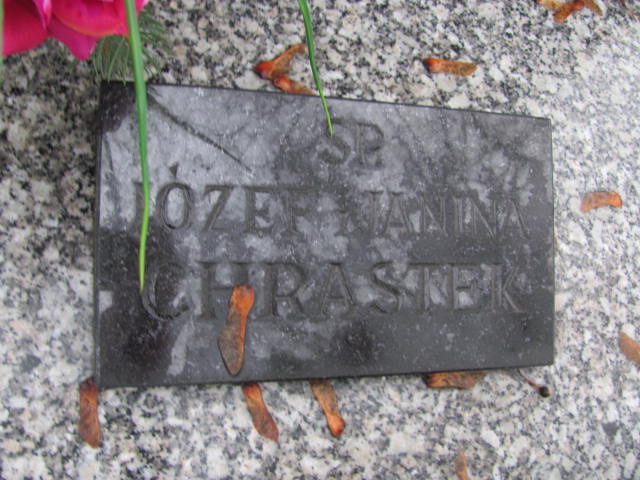 ŚP.
JÓZEF i JANINA
CHRASTEK